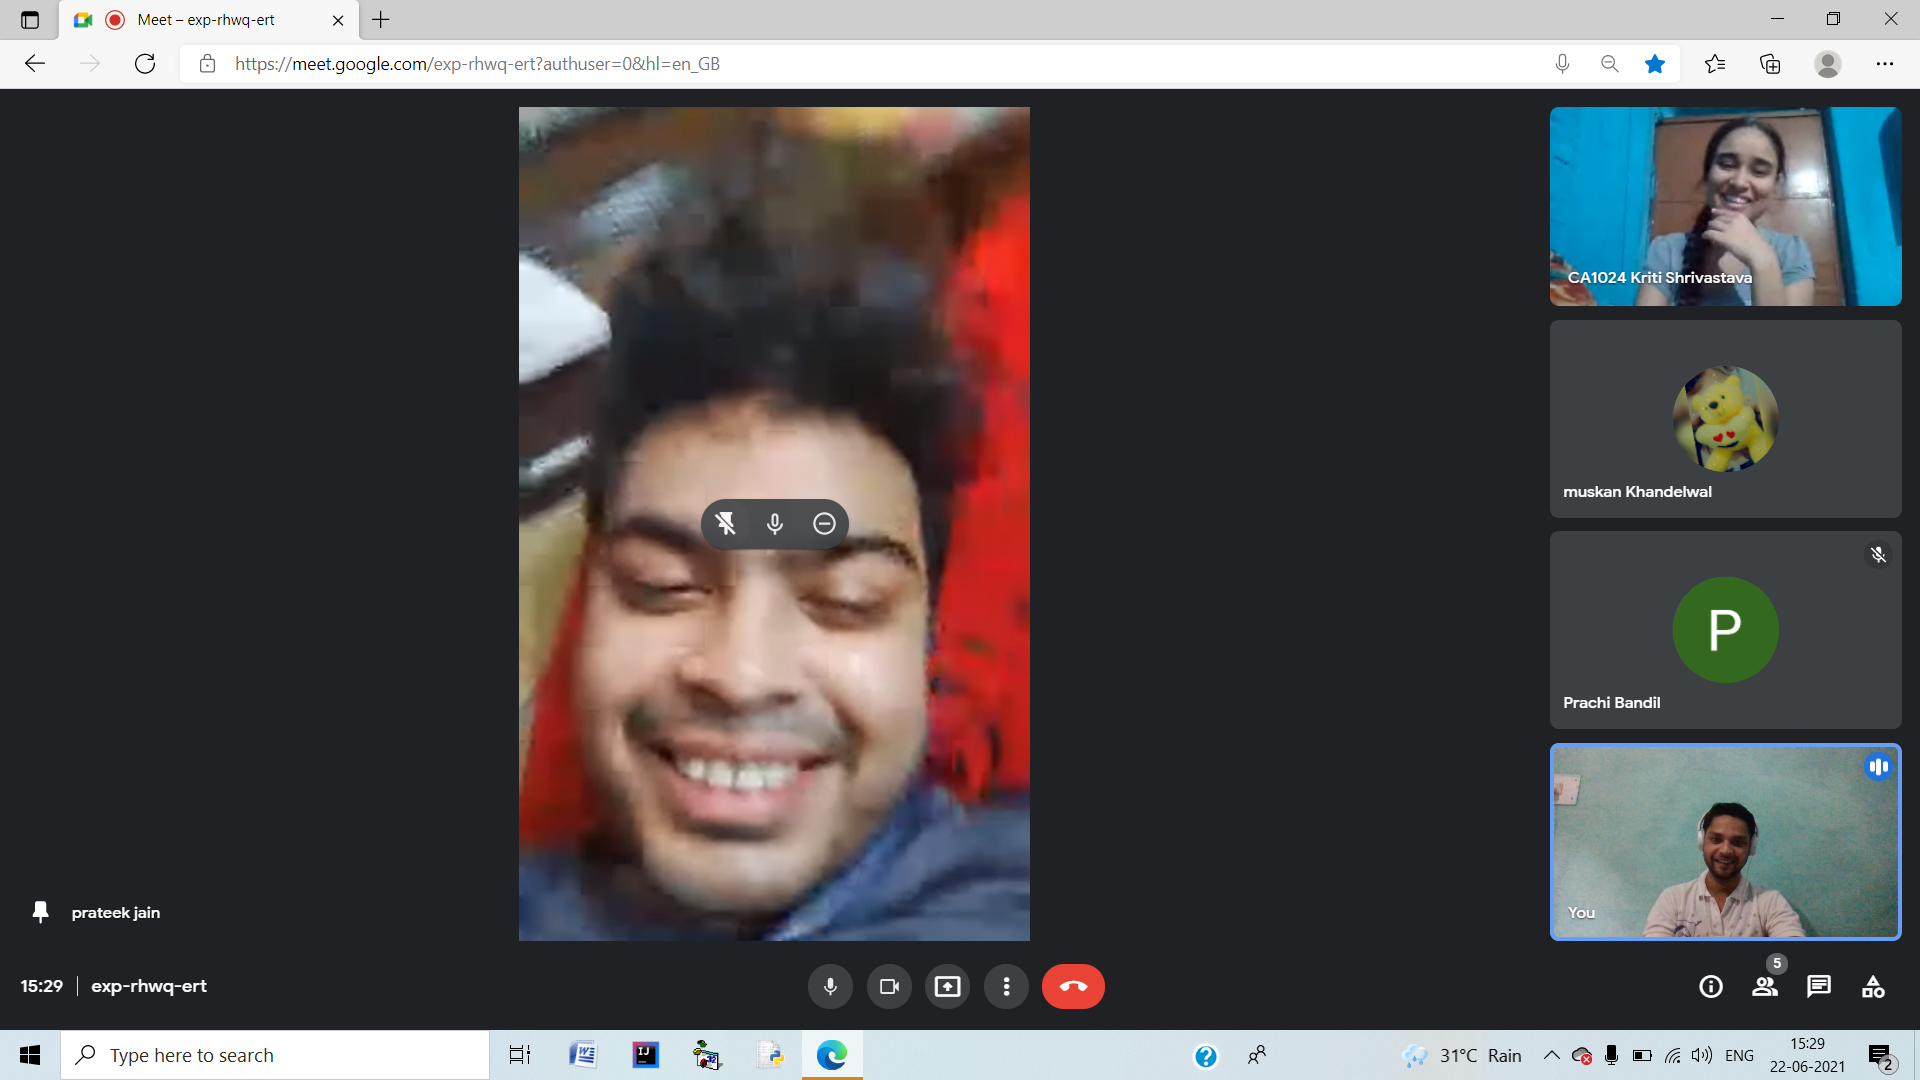 Meet – exp-rhwq-ert
https://meet.google.com/exp-rhwq-ert?authuser=0&hl=en_GB
CA1024 Kriti Shrivastava
muskan Khandelwal
P
Prachi Bandil
You
prateek jain
15:29 | exp-rhwq-ert
5
Type here to search
W
IJ
32
?
31°C Rain
ENG
15:29
22-06-2021
2